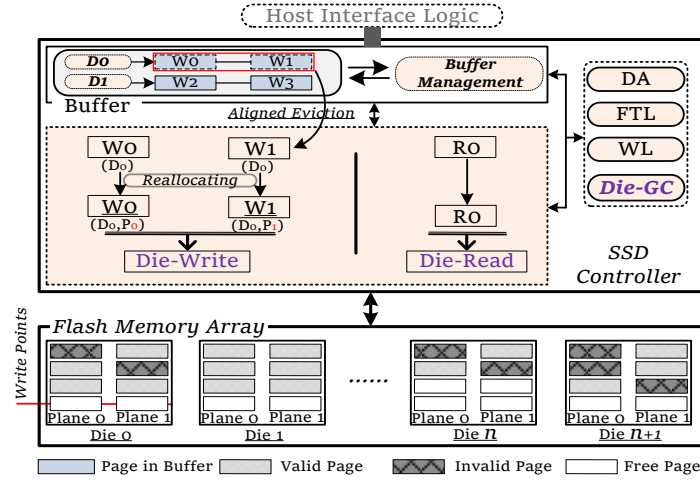 Host Interface Logic
D0 W0 W1
D1 W2 W3
Buffer
Buffer
Management
DA
FTL
WL
Die-GC
Aligned Eviction
W0 W1 R0
(D0) (D0)
Reallocating
W0 W1 R0
(D0,P0) (D0,P1)
Die-Write Die-Read
SSD
Controller
Flash Memory Array
Write Points
......
Plane 0 Plane 1 Plane 0 Plane 1 Plane 0 Plane 1 Plane 0 Plane 1
Die 0 Die 1 Die n Die n+1
Page in Buffer Valid Page Invalid Page Free Page